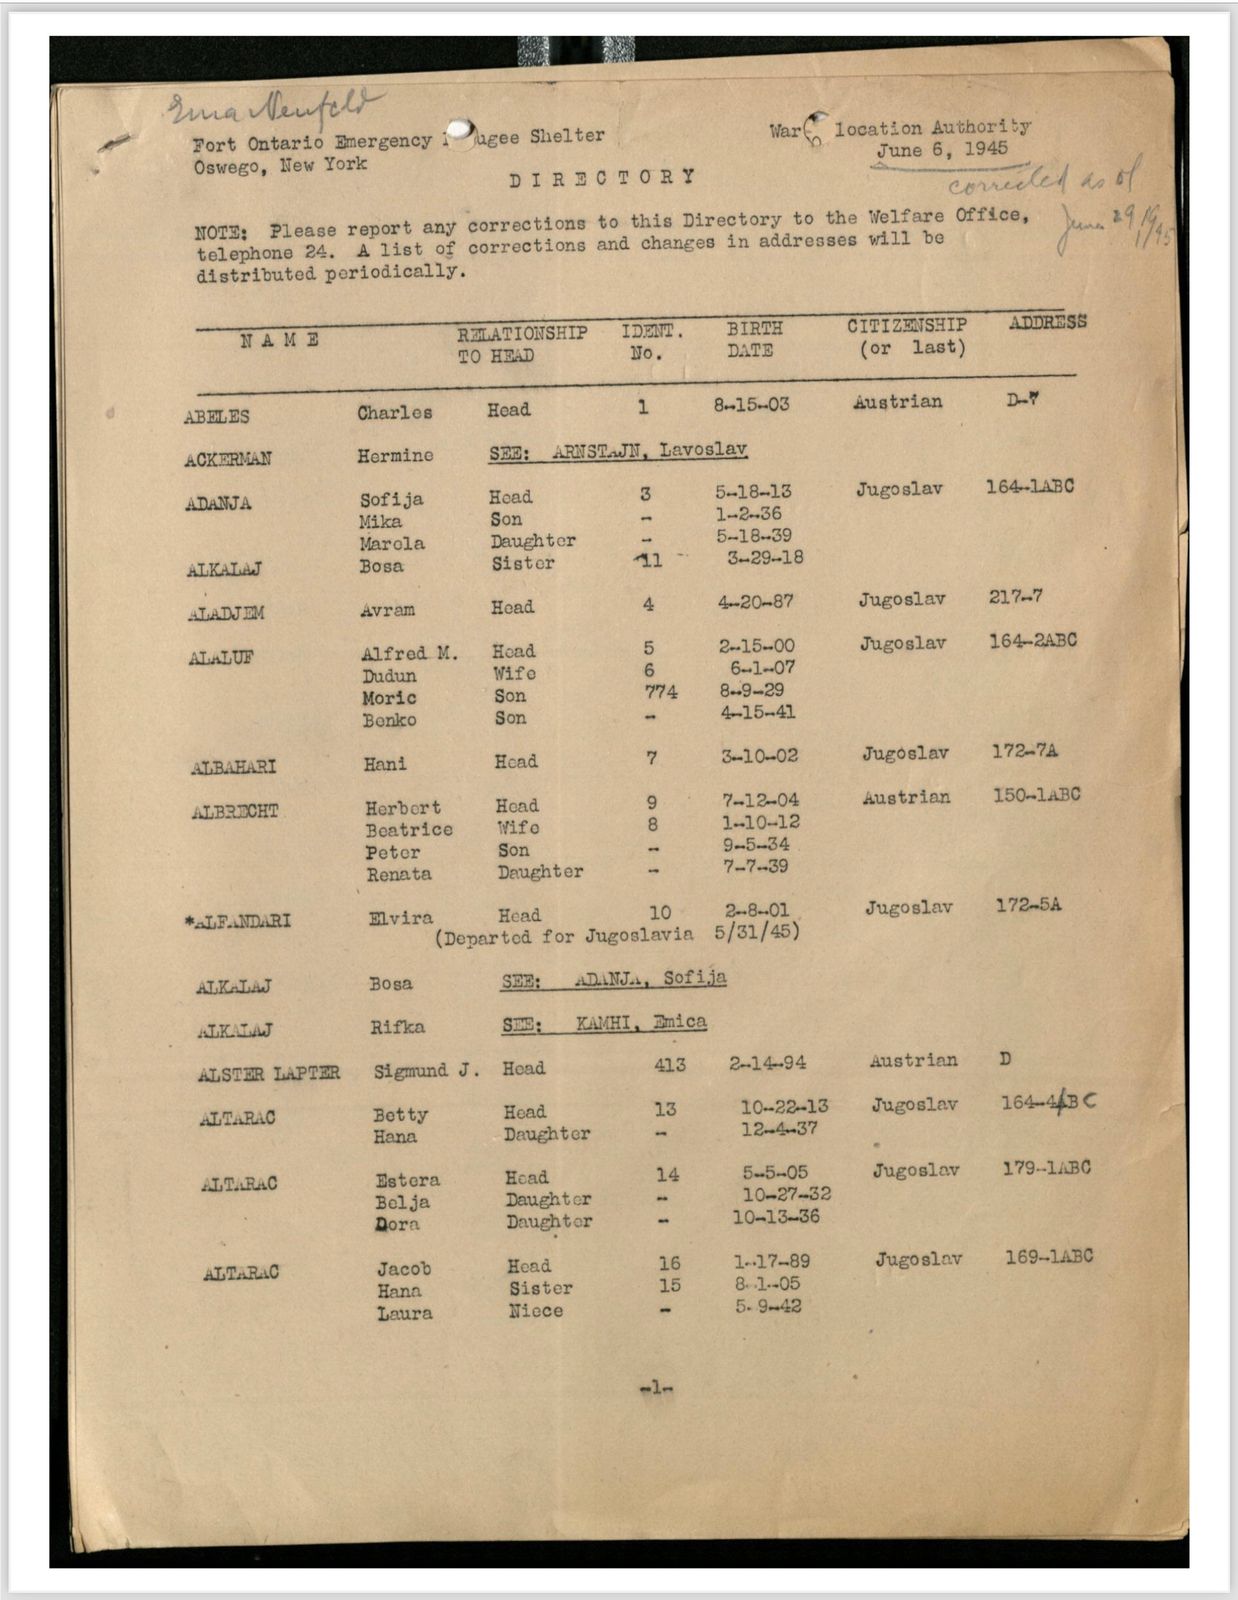 Erna Neufeld
Fort Ontario Emergency ugee Shelter War location Authority
Oswego, New York June 6, 1945
corrected as of
June 29, 1945
DIRECTORY
NOTE: Please report any corrections to this Directory to the Welfare Office,
telephone 24. A list of corrections and changes in addresses will be
distributed periodically.
NAME RELATIONSHIP IDENT. BIRTH CITIZENSHIP ADDRESS
TO HEAD No. DATE (or last)
ABELES Charles Head 1 8-15-03 Austrian D-7
ACKERMAN Hermine SEE: ARNSTAJN, Lavoslav
ADANJA Sofija Head 3 5-18-13 Jugoslav 164-1ABC
Mika Son - 1-2-36
Marela Daughter - 5-18-39
ALKALAJ Bosa Sister 11 3-29-18
ALADJEM Avram Head 4 4-20-87 Jugoslav 217-7
ALALUF Alfred M. Head 5 2-15-00 Jugoslav 164-2ABC
Dudun Wife 6 6-1-07
Moric Son 774 8-9-29
Benko Son - 4-15-41
ALBAHARI Hani Head 7 3-10-02 Jugoslav 172-7A
ALBRECHT Herbert Head 9 7-12-04 Austrian 150-1ABC
Beatrice Wife 8 1-10-12
Peter Son - 9-5-34
Renata Daughter - 7-7-39
*ALFANDARI Elvira Head 10 2-8-01 Jugoslav 172-5A
(Departed for Jugoslavia 5/31/45)
ALKALAJ Bosa SEE: ADANJA, Sofija
ALKALAJ Rifka SEE: KAMHI, Emica
ALSTER LAPTER Sigmund J. Head 413 2-14-94 Austrian D
ALTARAC Betty Head 13 10-22-13 Jugoslav 164-4ABC
Hana Daughter - 12-4-37
ALTARAC Estera Head 14 5-5-05 Jugoslav 179-1ABC
Belja Daughter - 10-27-32
Dora Daughter - 10-13-36
ALTARAC Jacob Head 16 1-17-89 Jugoslav 169-1ABC
Hana Sister 15 8-1-05
Laura Niece - 5-9-42
-1-